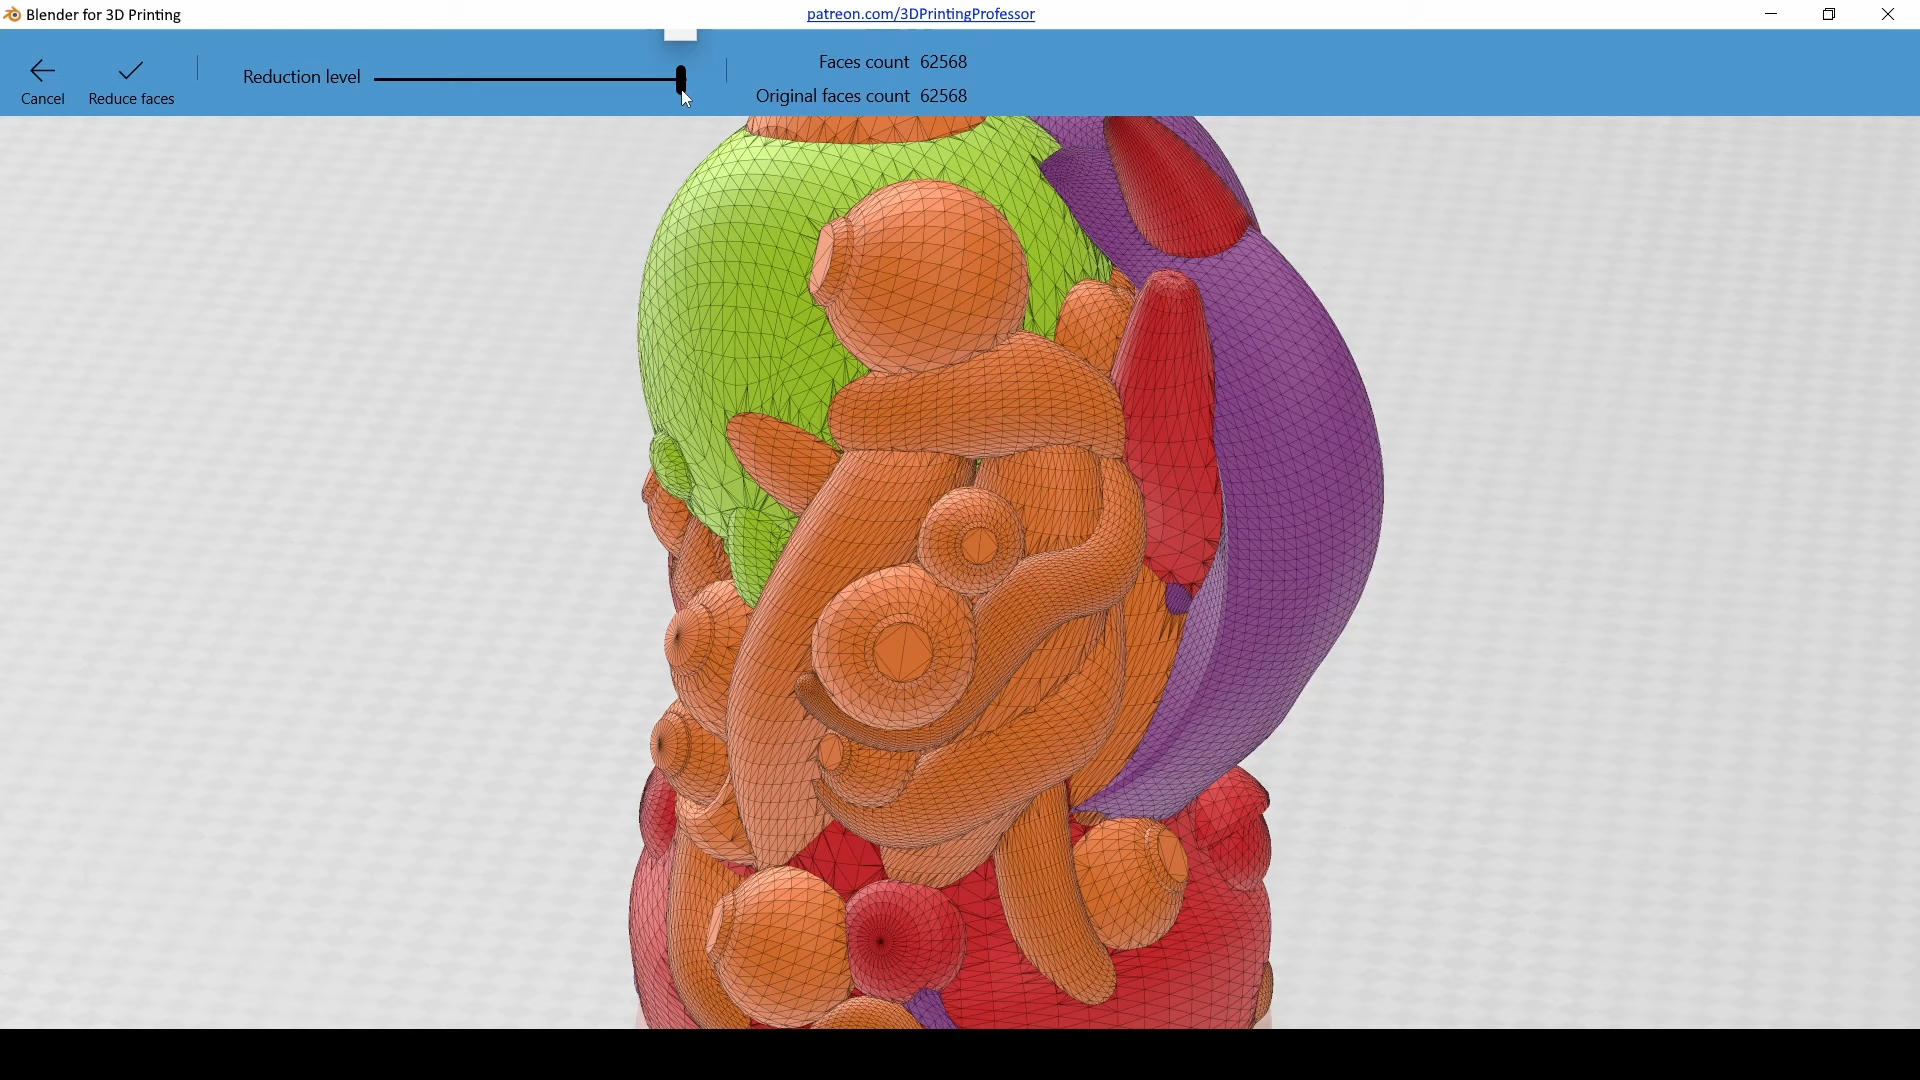 Blender for 3D Printing
patreon.com/3DPrintingProfessor
Cancel
Reduce faces
Reduction level
Faces count 62568
Original faces count 62568